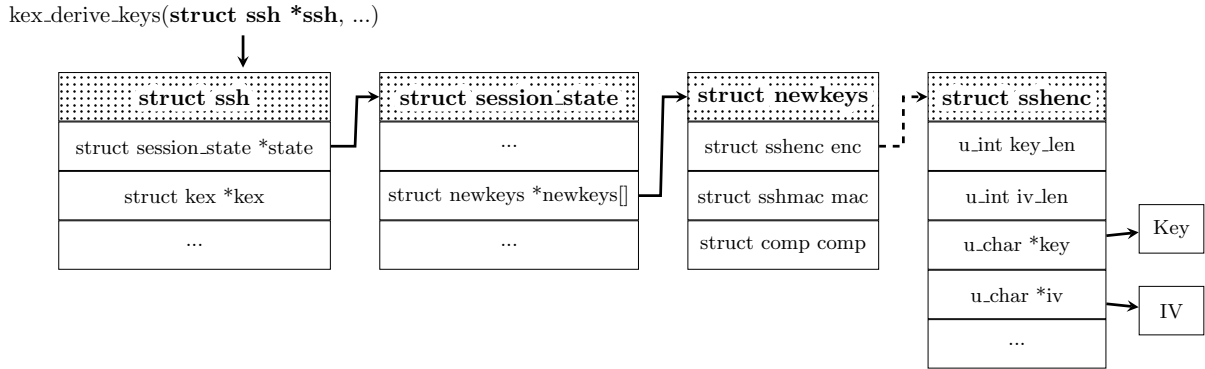 kex_derive_keys(struct ssh *ssh, ...)
struct ssh
struct session_state *state
struct kex *kex
...
struct session_state
...
struct newkeys *newkeys[]
...
struct newkeys
struct sshenc enc
struct sshmac mac
struct comp comp
struct sshenc
u_int key_len
u_int iv_len
u_char *key
u_char *iv
...
Key
IV